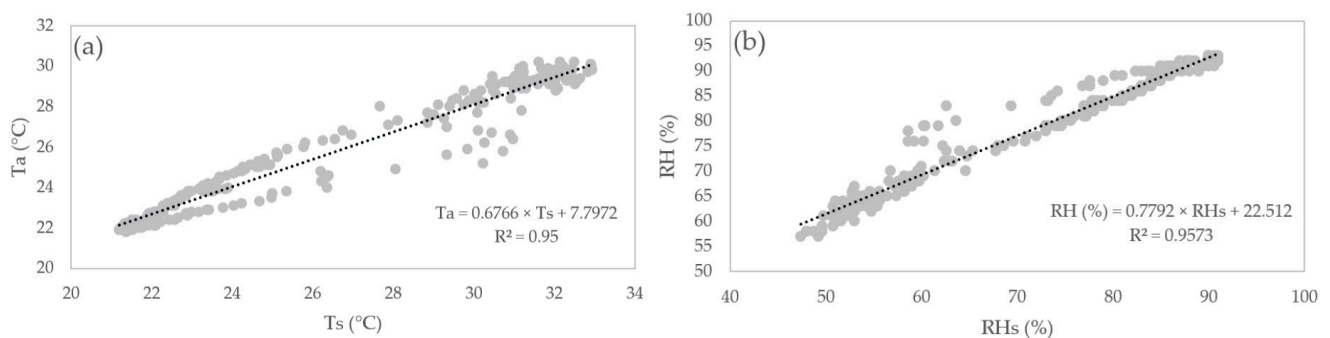 (a)
32
30
28
26
24
22
20
Ta (°C)
20 22 24 26 28 30 32 34
Ts (°C)
Ta = 0.6766 × Ts + 7.7972
R² = 0.95
(b)
100
95
90
85
80
75
70
65
60
55
50
RH (%)
40 50 60 70 80 90 100
RHs (%)
RH (%) = 0.7792 × RHs + 22.512
R² = 0.9573